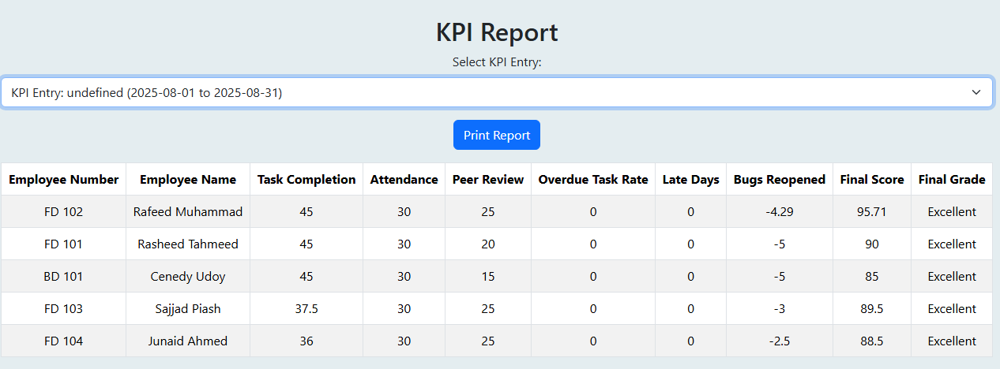 KPI Report
Select KPI Entry:
KPI Entry: undefined (2025-08-01 to 2025-08-31)
Print Report
Employee Number Employee Name Task Completion Attendance Peer Review Overdue Task Rate Late Days Bugs Reopened Final Score Final Grade
FD 102 Rafeed Muhammad 45 30 25 0 0 -4.29 95.71 Excellent
FD 101 Rasheed Tahmeed 45 30 20 0 0 -5 90 Excellent
BD 101 Cenedy Udoy 45 30 15 0 0 -5 85 Excellent
FD 103 Sajjad Piash 37.5 30 25 0 0 -3 89.5 Excellent
FD 104 Junaid Ahmed 36 30 25 0 0 -2.5 88.5 Excellent